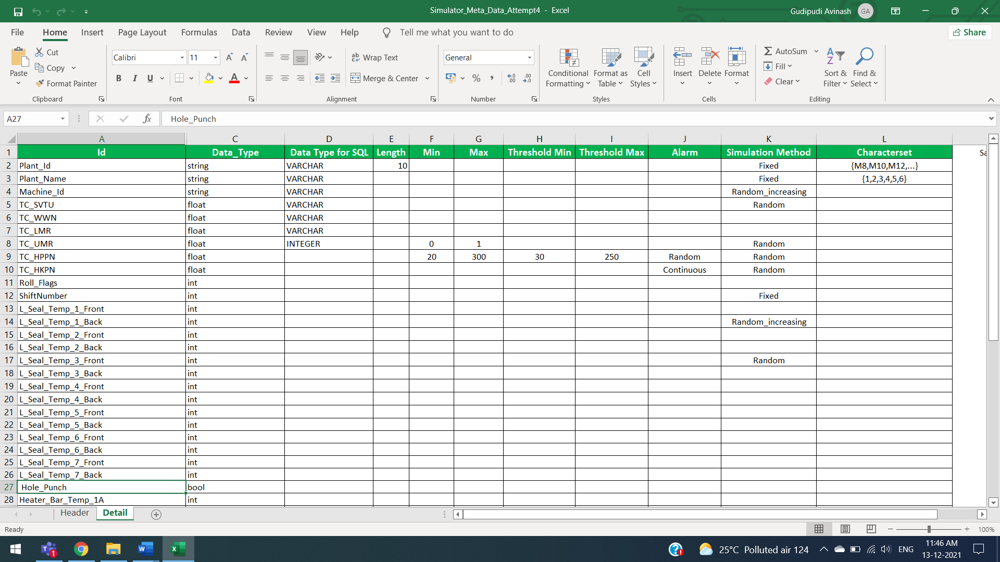 Simulator_Meta_Data_Attempt4 - Excel
Gudipudi Avinash GA
File Home Insert Page Layout Formulas Data Review View Help Tell me what you want to do Share
Paste Cut Copy Format Painter Clipboard
Calibri 11 B I U A Font
Wrap Text Merge & Center Alignment
General % Number
Conditional Formatting Format as Table Cell Styles Styles
Insert Delete Format Cells
AutoSum Fill Clear Sort & Filter Find & Select Editing
A27 fx Hole_Punch
A C D E F G H I J K L
1 Id Data_Type Data Type for SQL Length Min Max Threshold Min Threshold Max Alarm Simulation Method Characterset Sa
2 Plant_Id string VARCHAR 10 Fixed {M8,M10,M12,...}
3 Plant_Name string VARCHAR Fixed {1,2,3,4,5,6}
4 Machine_Id string VARCHAR Random_increasing
5 TC_SVTU float VARCHAR Random
6 TC_WWN float VARCHAR
7 TC_LMR float VARCHAR
8 TC_UMR float INTEGER 0 1 Random
9 TC_HPPN float 20 300 30 250 Random Random
10 TC_HKPN float Continuous Random
11 Roll_Flags int
12 ShiftNumber int Fixed
13 L_Seal_Temp_1_Front int
14 L_Seal_Temp_1_Back int Random_increasing
15 L_Seal_Temp_2_Front int
16 L_Seal_Temp_2_Back int
17 L_Seal_Temp_3_Front int Random
18 L_Seal_Temp_3_Back int
19 L_Seal_Temp_4_Front int
20 L_Seal_Temp_4_Back int
21 L_Seal_Temp_5_Front int
22 L_Seal_Temp_5_Back int
23 L_Seal_Temp_6_Front int
24 L_Seal_Temp_6_Back int
25 L_Seal_Temp_7_Front int
26 L_Seal_Temp_7_Back int
27 Hole_Punch bool
28 Heater_Bar_Temp_1A int
Header Detail
Ready 100%
25°C Polluted air 124 ENG 11:46 AM
13-12-2021